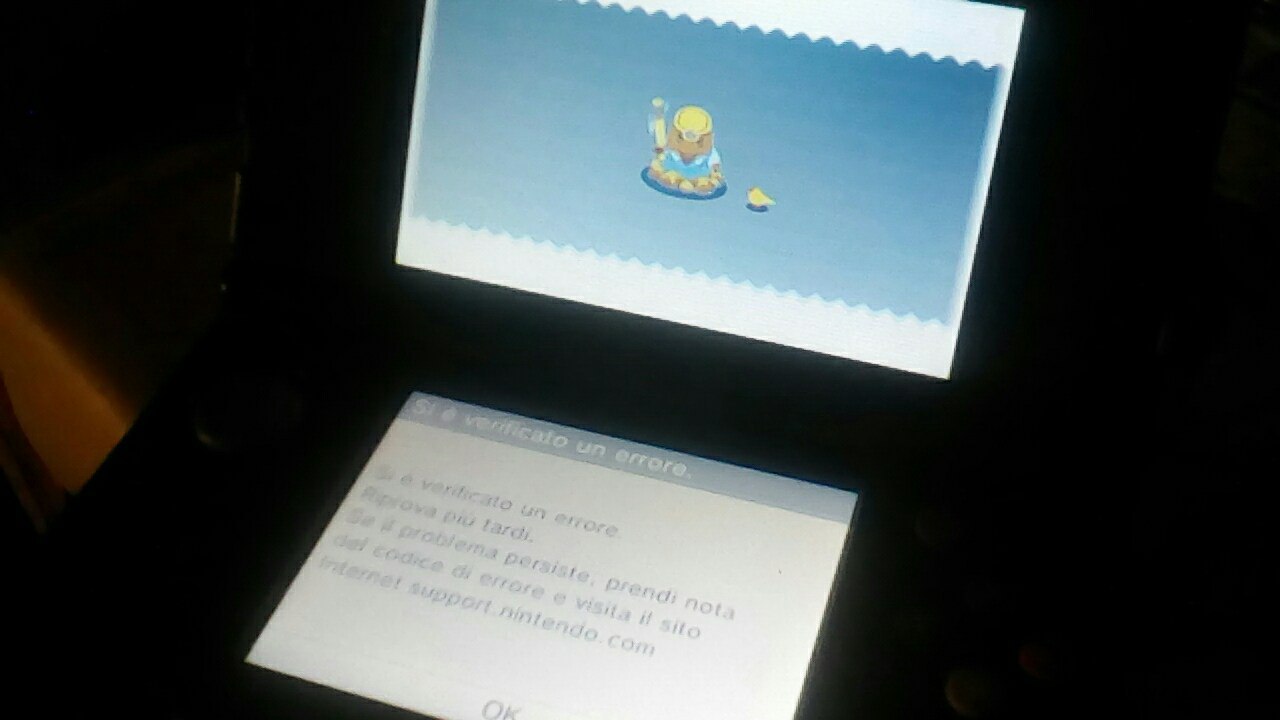 Si è verificato un errore.
Si è verificato un errore.
Riprova più tardi.
Se il problema persiste, prendi nota
del codice di errore e visita il sito
Internet support.nintendo.com
OK